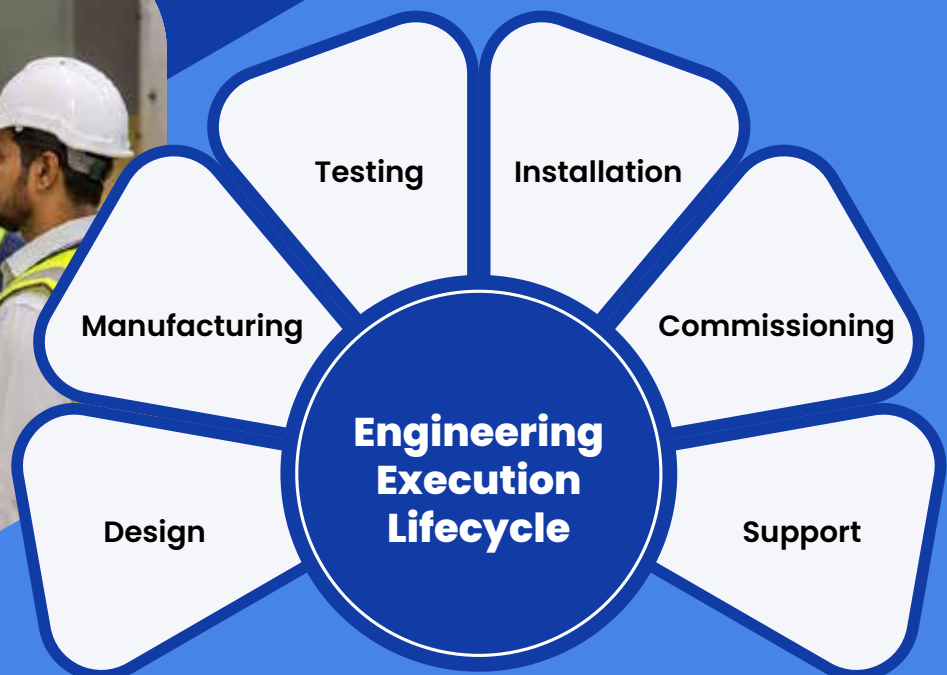 Engineering
Execution
Lifecycle
Design
Manufacturing
Testing
Installation
Commissioning
Support